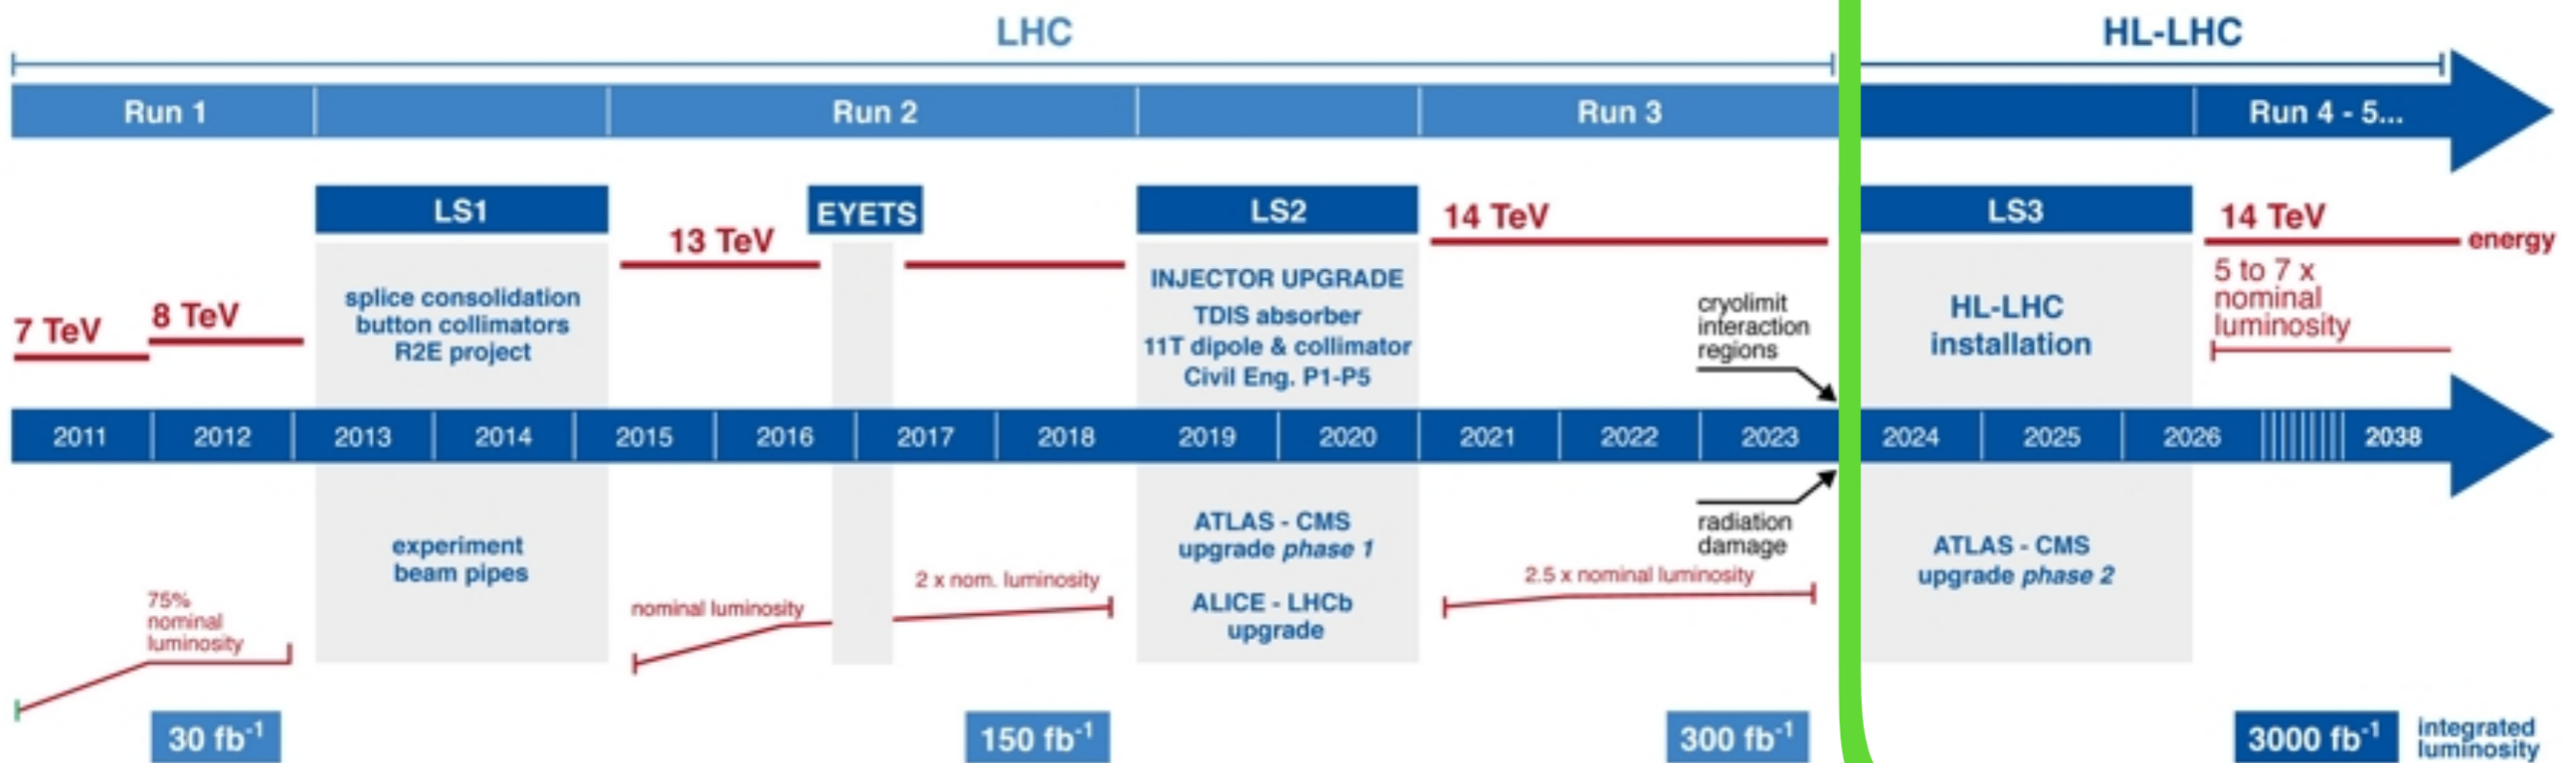 LHC
HL-LHC
Run 1
Run 2
Run 3
Run 4 - 5...
LS1
EYETS
LS2
LS3
7 TeV
8 TeV
13 TeV
14 TeV
14 TeV
energy
splice consolidation
button collimators
R2E project
INJECTOR UPGRADE
TDIS absorber
11T dipole & collimator
Civil Eng. P1-P5
cryolimit
interaction
regions
HL-LHC
installation
5 to 7 x
nominal
luminosity
2011
2012
2013
2014
2015
2016
2017
2018
2019
2020
2021
2022
2023
2024
2025
2026
2038
75%
nominal
luminosity
experiment
beam pipes
nominal luminosity
2 x nom. luminosity
ATLAS - CMS
upgrade phase 1
ALICE - LHCb
upgrade
2.5 x nominal luminosity
radiation
damage
ATLAS - CMS
upgrade phase 2
30 fb⁻¹
150 fb⁻¹
300 fb⁻¹
3000 fb⁻¹
integrated
luminosity